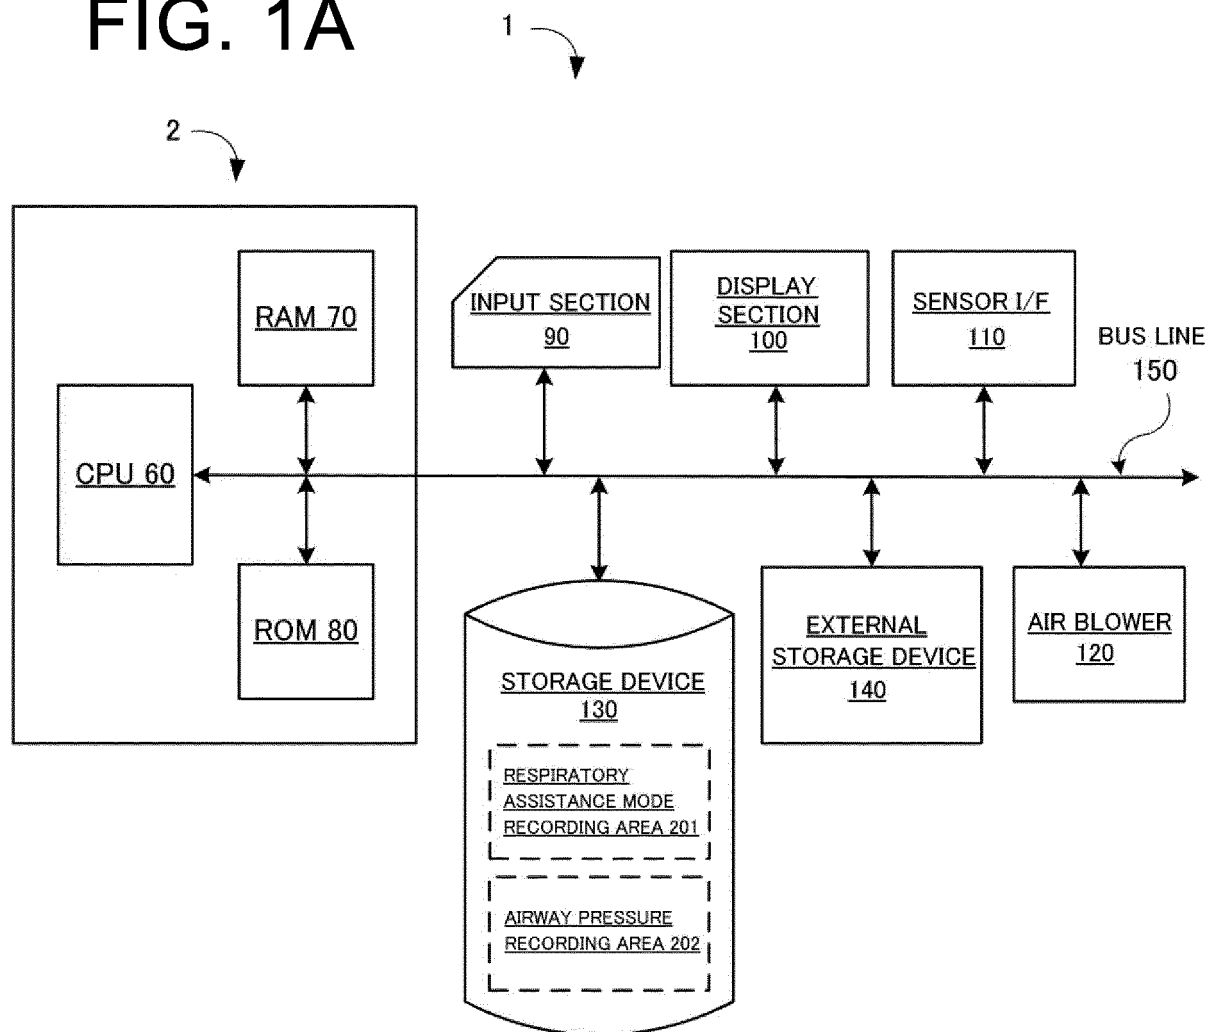 FIG. 1A
1
2
RAM 70
CPU 60
ROM 80
INPUT SECTION
90
DISPLAY
SECTION
100
SENSOR I/F
110
BUS LINE
150
STORAGE DEVICE
130
RESPIRATORY
ASSISTANCE MODE
RECORDING AREA 201
AIRWAY PRESSURE
RECORDING AREA 202
EXTERNAL
STORAGE DEVICE
140
AIR BLOWER
120